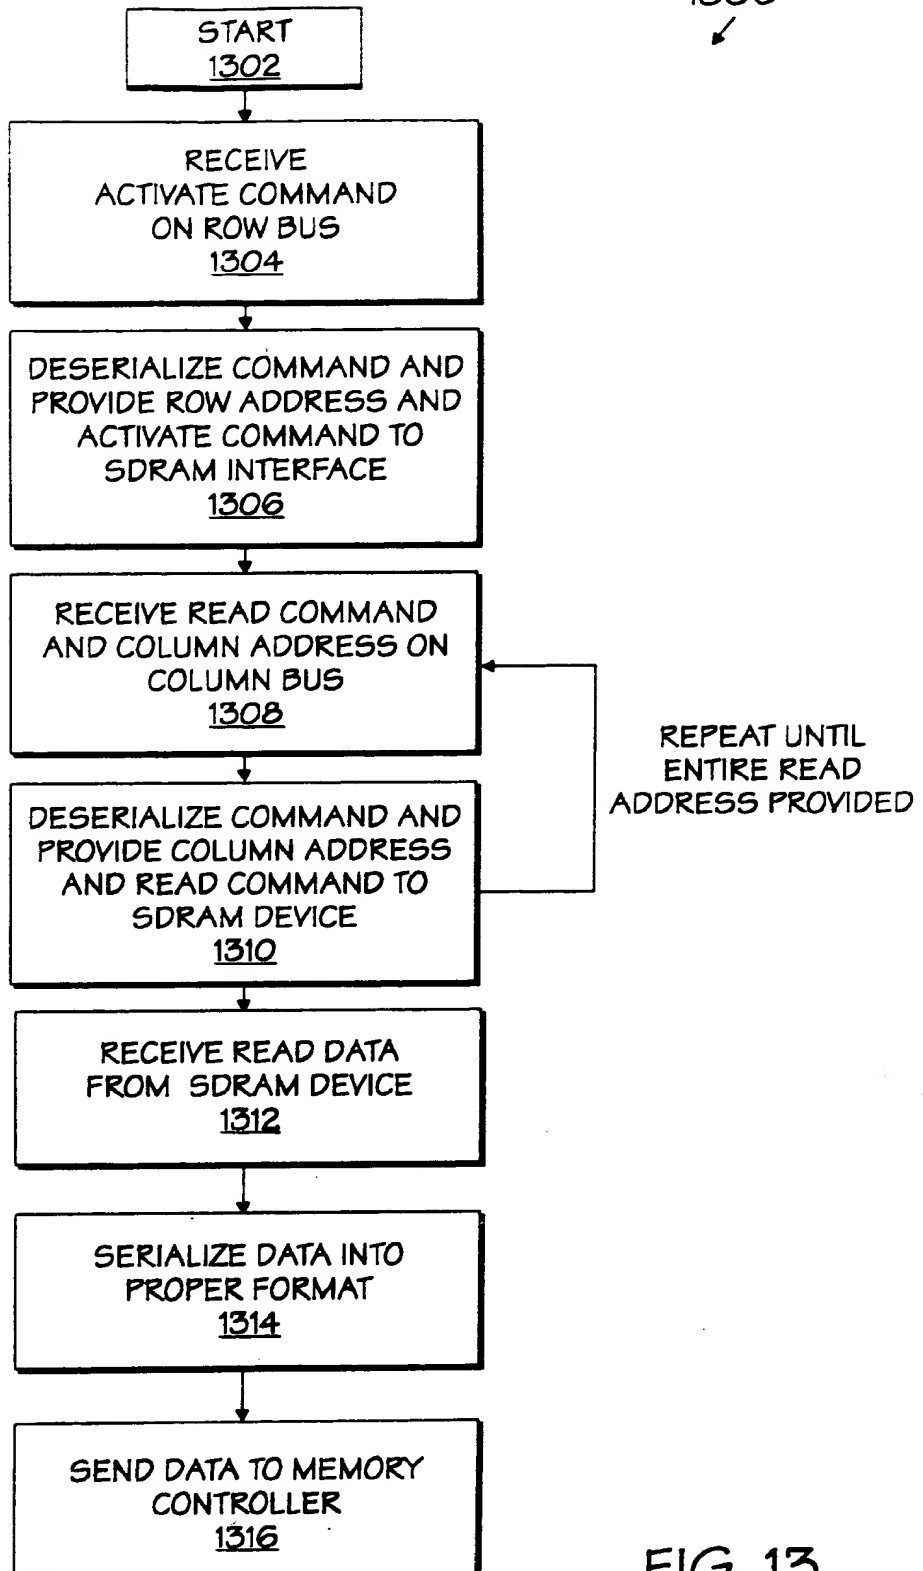 START
1302
RECEIVE
ACTIVATE COMMAND
ON ROW BUS
1304
DESERIALIZE COMMAND AND
PROVIDE ROW ADDRESS AND
ACTIVATE COMMAND TO
SDRAM INTERFACE
1306
RECEIVE READ COMMAND
AND COLUMN ADDRESS ON
COLUMN BUS
1308
REPEAT UNTIL
ENTIRE READ
ADDRESS PROVIDED
DESERIALIZE COMMAND AND
PROVIDE COLUMN ADDRESS
AND READ COMMAND TO
SDRAM DEVICE
1310
RECEIVE READ DATA
FROM SDRAM DEVICE
1312
SERIALIZE DATA INTO
PROPER FORMAT
1314
SEND DATA TO MEMORY
CONTROLLER
1316
FIG. 13